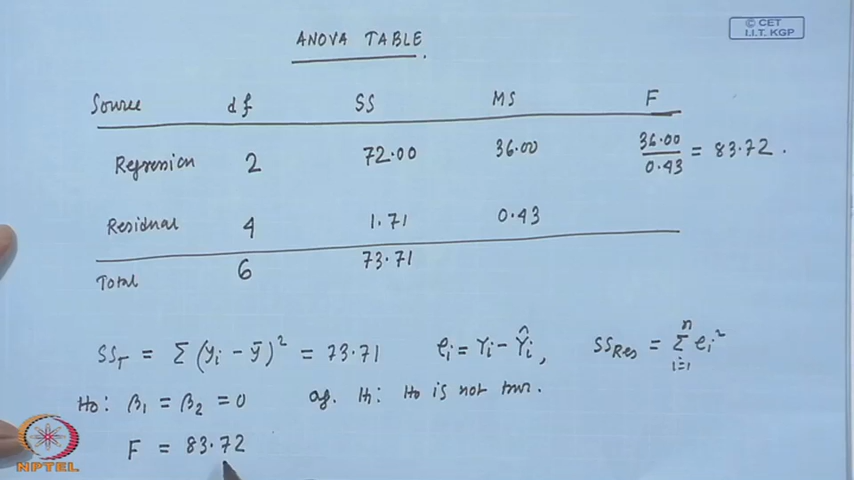 ANOVA TABLE.
© CET
I.I.T. KGP
Source df SS MS F
Regression 2 72.00 36.00 36.00/0.43 = 83.72.
Residual 4 1.71 0.43
Total 6 73.71
SS_T = Σ (y_i − ȳ)² = 73.71 e_i = Y_i − Ŷ_i, SS_Res = Σ_{i=1}^{n} e_i²
H₀: β₁ = β₂ = 0 ag. H₁: H₀ is not true.
F = 83.72
NPTEL